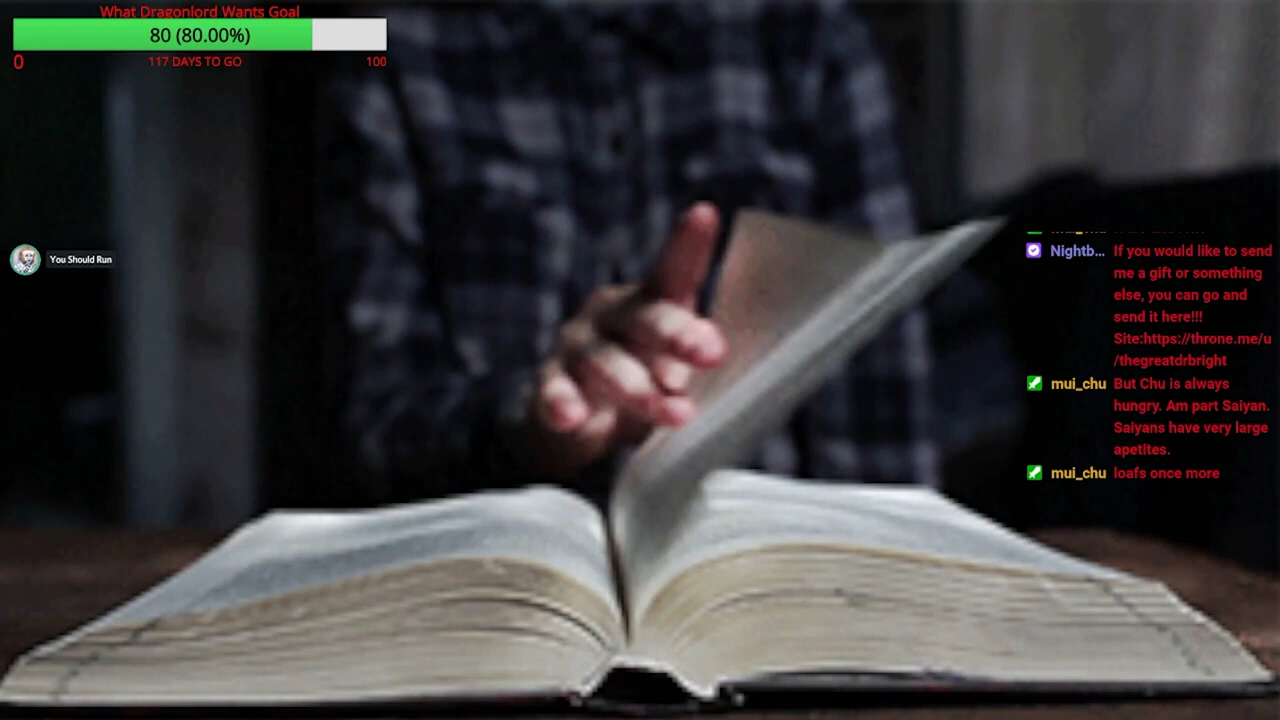 What Dragonlord Wants Goal
80 (80.00%)
0 117 DAYS TO GO 100
You Should Run
Nightb... If you would like to send
me a gift or something
else, you can go and
send it here!!!
Site:https://throne.me/u
/thegreatdrbright
mui_chu But Chu is always
hungry. Am part Saiyan.
Saiyans have very large
apetites.
mui_chu loafs once more